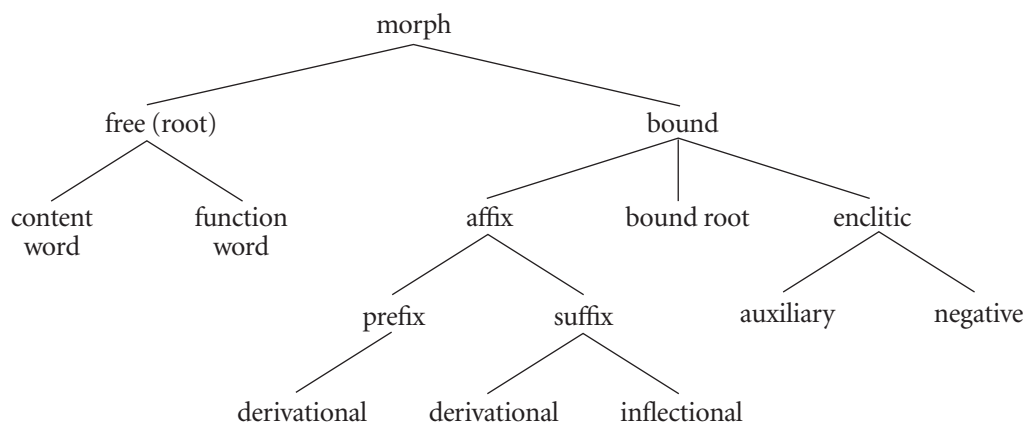 morph
free (root) bound
content function affix bound root enclitic
word word
prefix suffix auxiliary negative
derivational derivational inflectional